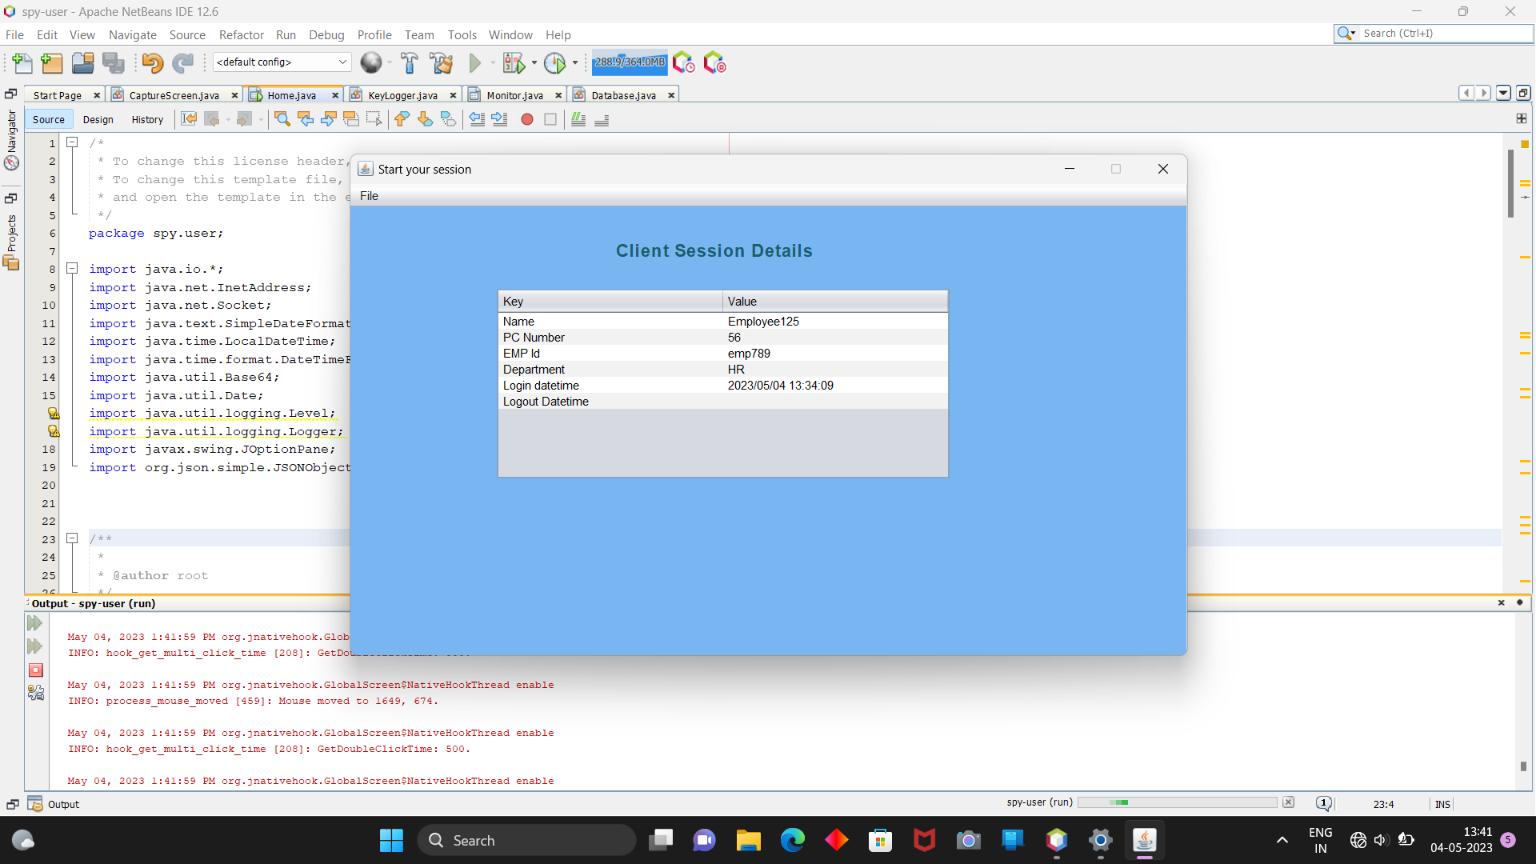 spy-user - Apache NetBeans IDE 12.6
File Edit View Navigate Source Refactor Run Debug Profile Team Tools Window Help
Search (Ctrl+I)
<default config>
288.9/364.0MB
Start Page CaptureScreen.java Home.java KeyLogger.java Monitor.java Database.java
Source Design History
Navigator
Projects
1 /*
2 * To change this license header,
3 * To change this template file,
4 * and open the template in the e
5 */
6 package spy.user;
7
8 import java.io.*;
9 import java.net.InetAddress;
10 import java.net.Socket;
11 import java.text.SimpleDateFormat
12 import java.time.LocalDateTime;
13 import java.time.format.DateTimeF
14 import java.util.Base64;
15 import java.util.Date;
import java.util.logging.Level;
import java.util.logging.Logger;
18 import javax.swing.JOptionPane;
19 import org.json.simple.JSONObject
20
21
22
23 /**
24 *
25 * @author root
26 */
Start your session
File
Client Session Details
Key Value
Name Employee125
PC Number 56
EMP Id emp789
Department HR
Login datetime 2023/05/04 13:34:09
Logout Datetime
Output - spy-user (run)
May 04, 2023 1:41:59 PM org.jnativehook.Glob
INFO: hook_get_multi_click_time [208]:
May 04, 2023 1:41:59 PM org.jnativehook.GlobalScreen$NativeHookThread enable
INFO: process_mouse_moved [459]: Mouse moved to 1649, 674.
May 04, 2023 1:41:59 PM org.jnativehook.GlobalScreen$NativeHookThread enable
INFO: hook_get_multi_click_time [208]: GetDoubleClickTime: 500.
May 04, 2023 1:41:59 PM org.jnativehook.GlobalScreen$NativeHookThread enable
Output
spy-user (run)
1
23:4
INS
Search
ENG
IN
13:41
04-05-2023
5